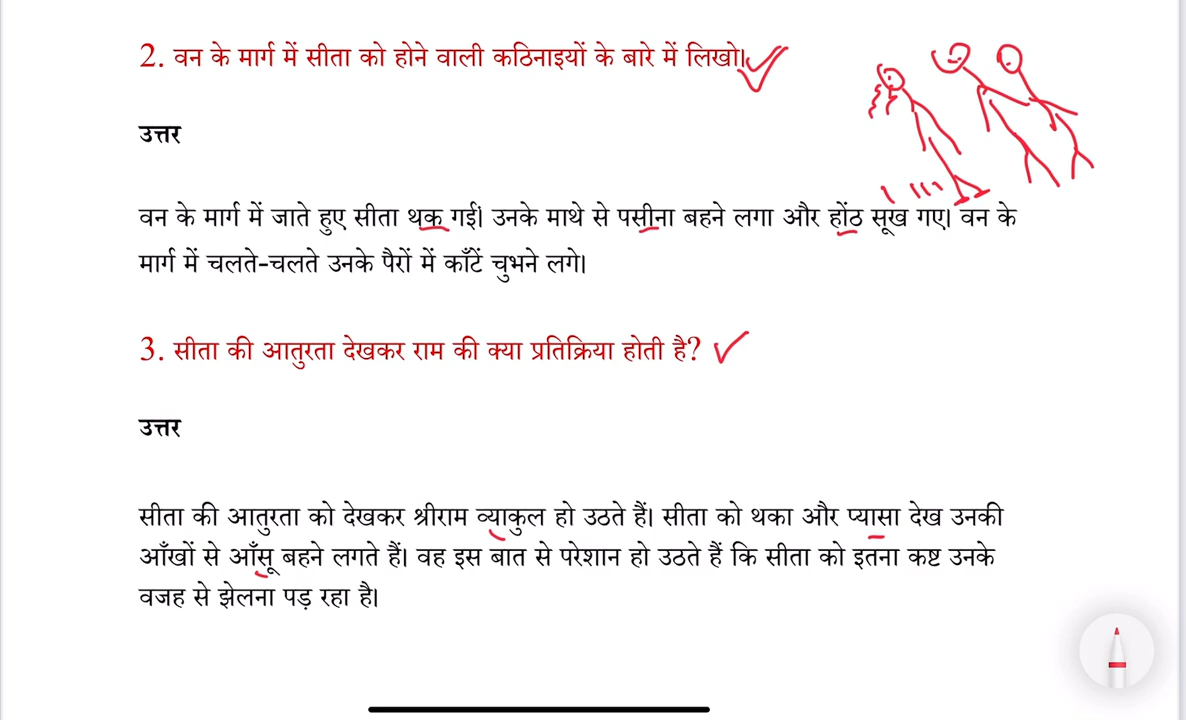 2. वन के मार्ग में सीता को होने वाली कठिनाइयों के बारे में लिखो।
उत्तर
वन के मार्ग में जाते हुए सीता थक गई। उनके माथे से पसीना बहने लगा और होंठ सूख गए। वन के
मार्ग में चलते-चलते उनके पैरों में काँटें चुभने लगे।
3. सीता की आतुरता देखकर राम की क्या प्रतिक्रिया होती है?
उत्तर
सीता की आतुरता को देखकर श्रीराम व्याकुल हो उठते हैं। सीता को थका और प्यासा देख उनकी
आँखों से आँसू बहने लगते हैं। वह इस बात से परेशान हो उठते हैं कि सीता को इतना कष्ट उनके
वजह से झेलना पड़ रहा है।